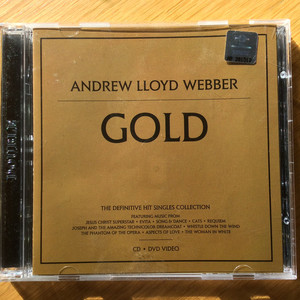 ANDREW LLOYD WEBBER
GOLD
THE DEFINITIVE HIT SINGLES COLLECTION
FEATURING MUSIC FROM
JESUS CHRIST SUPERSTAR • EVITA • SONG & DANCE • CATS • REQUIEM
JOSEPH AND THE AMAZING TECHNICOLOR DREAMCOAT • WHISTLE DOWN THE WIND
THE PHANTOM OF THE OPERA • ASPECTS OF LOVE • THE WOMAN IN WHITE
CD + DVD VIDEO